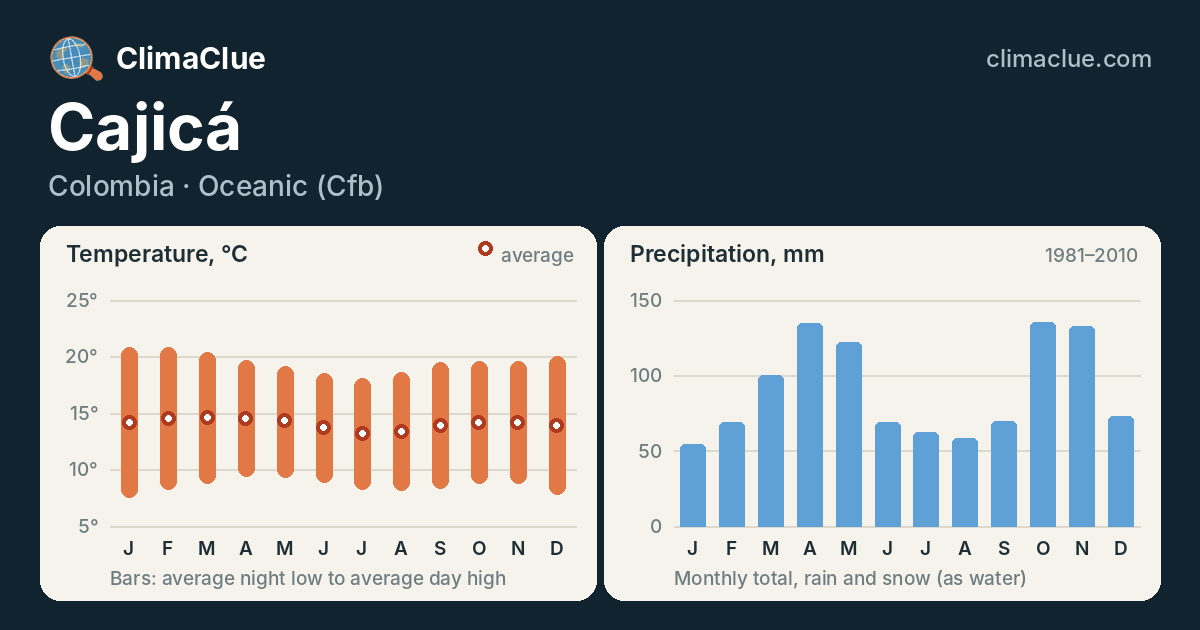 ClimaClue
climaclue.com
Cajicá
Colombia · Oceanic (Cfb)
Temperature, °C
average
25°
20°
15°
10°
5°
J F M A M J J A S O N D
Bars: average night low to average day high
Precipitation, mm
1981–2010
150
100
50
0
J F M A M J J A S O N D
Monthly total, rain and snow (as water)